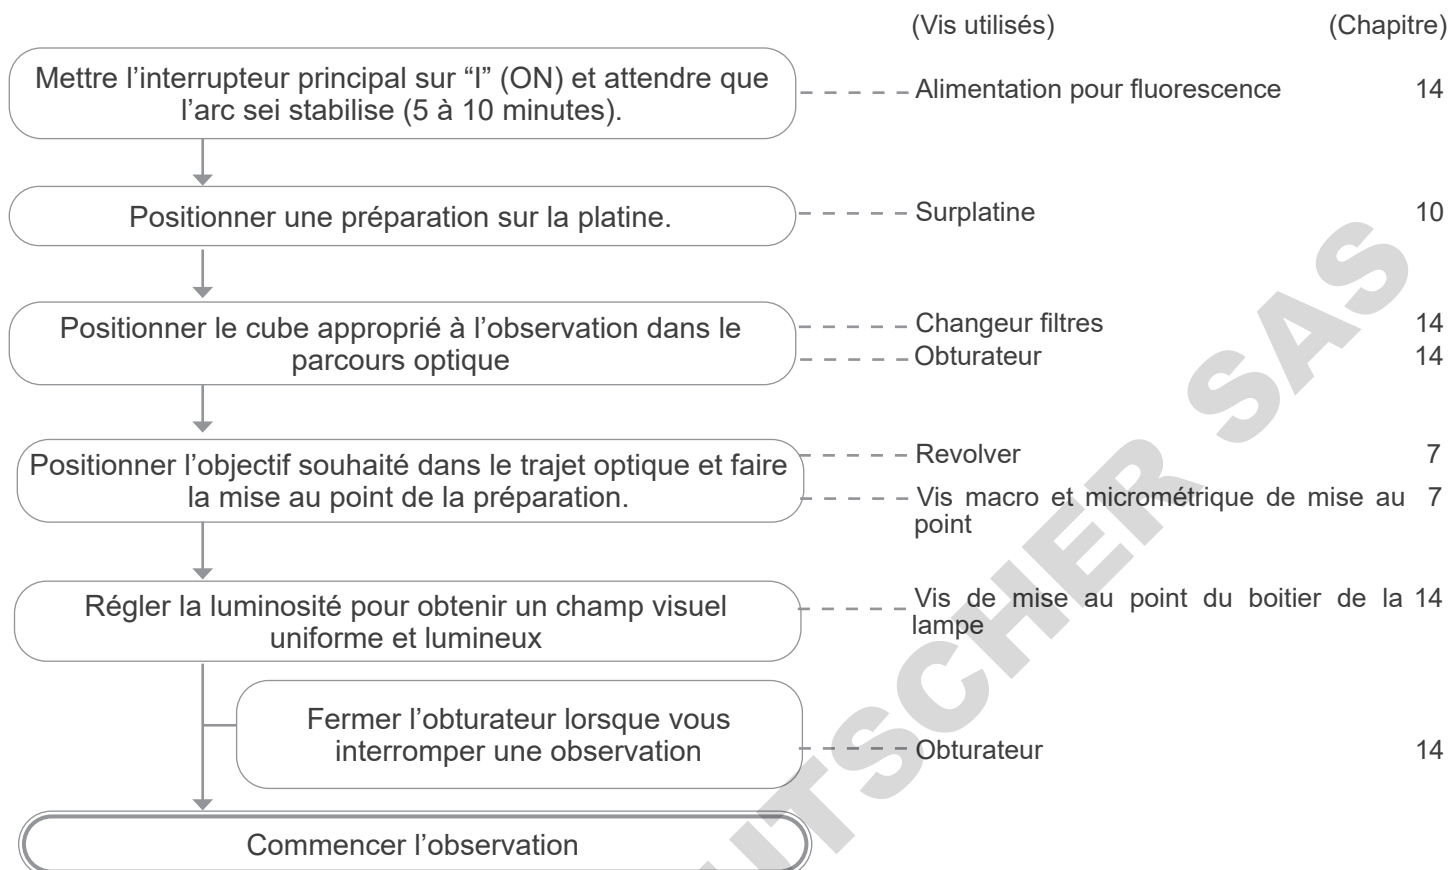 (Vis utilisés) (Chapitre)
Mettre l’interrupteur principal sur “I” (ON) et attendre que
l’arc sei stabilise (5 à 10 minutes).
Alimentation pour fluorescence 14
Positionner une préparation sur la platine.
Surplatine 10
Positionner le cube approprié à l’observation dans le
parcours optique
Changeur filtres 14
Obturateur 14
Positionner l’objectif souhaité dans le trajet optique et faire
la mise au point de la préparation.
Revolver 7
Vis macro et micrométrique de mise au 7
point
Régler la luminosité pour obtenir un champ visuel
uniforme et lumineux
Vis de mise au point du boitier de la 14
lampe
Fermer l’obturateur lorsque vous
interromper une observation
Obturateur 14
Commencer l’observation
UTSCHER SAS